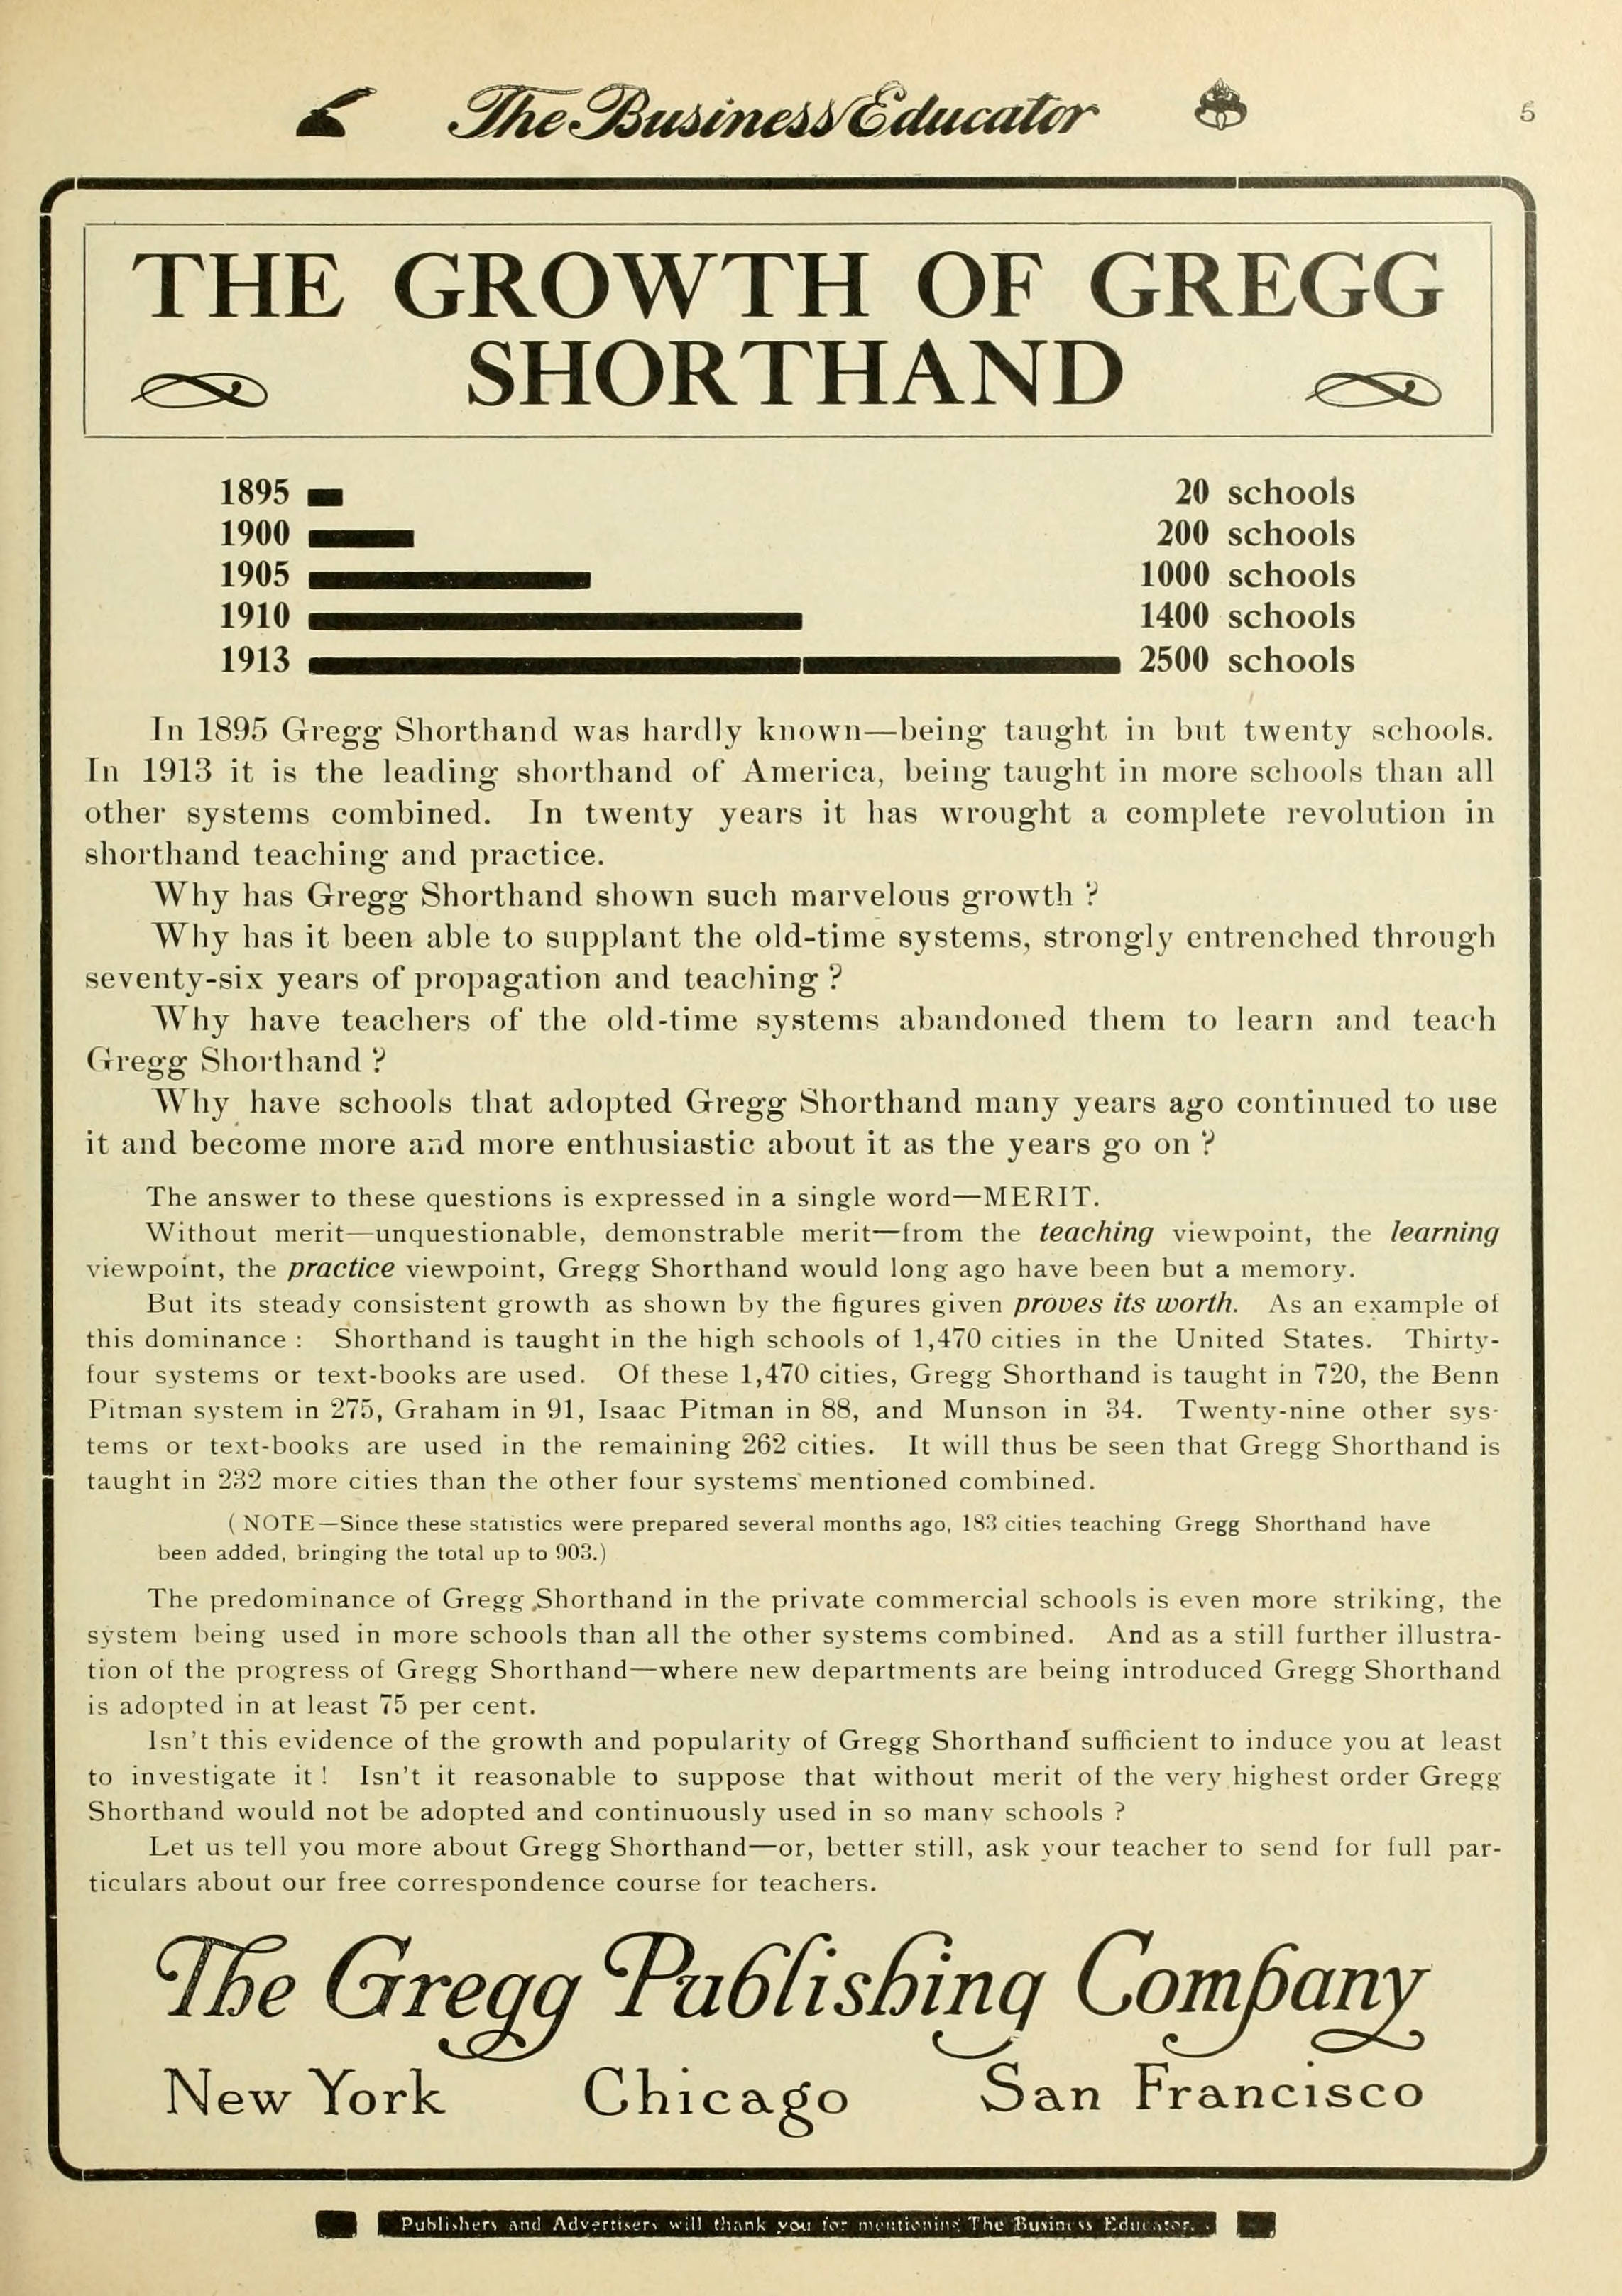 The Business Educator
5
THE GROWTH OF GREGG
SHORTHAND
1895 20 schools
1900 200 schools
1905 1000 schools
1910 1400 schools
1913 2500 schools
In 1895 Gregg Shorthand was hardly known—being taught in but twenty schools.
In 1913 it is the leading shorthand of America, being taught in more schools than all
other systems combined. In twenty years it has wrought a complete revolution in
shorthand teaching and practice.
Why has Gregg Shorthand shown such marvelous growth ?
Why has it been able to supplant the old-time systems, strongly entrenched through
seventy-six years of propagation and teaching ?
Why have teachers of the old-time systems abandoned them to learn and teach
Gregg Shorthand ?
Why have schools that adopted Gregg Shorthand many years ago continued to use
it and become more and more enthusiastic about it as the years go on ?
The answer to these questions is expressed in a single word—MERIT.
Without merit—unquestionable, demonstrable merit—from the teaching viewpoint, the learning
viewpoint, the practice viewpoint, Gregg Shorthand would long ago have been but a memory.
But its steady consistent growth as shown by the figures given proves its worth. As an example of
this dominance : Shorthand is taught in the high schools of 1,470 cities in the United States. Thirty-
four systems or text-books are used. Of these 1,470 cities, Gregg Shorthand is taught in 720, the Benn
Pitman system in 275, Graham in 91, Isaac Pitman in 88, and Munson in 34. Twenty-nine other sys-
tems or text-books are used in the remaining 262 cities. It will thus be seen that Gregg Shorthand is
taught in 232 more cities than the other four systems mentioned combined.
( NOTE—Since these statistics were prepared several months ago, 183 cities teaching Gregg Shorthand have
been added, bringing the total up to 903.)
The predominance of Gregg Shorthand in the private commercial schools is even more striking, the
system being used in more schools than all the other systems combined. And as a still further illustra-
tion of the progress of Gregg Shorthand—where new departments are being introduced Gregg Shorthand
is adopted in at least 75 per cent.
Isn't this evidence of the growth and popularity of Gregg Shorthand sufficient to induce you at least
to investigate it ! Isn't it reasonable to suppose that without merit of the very highest order Gregg
Shorthand would not be adopted and continuously used in so many schools ?
Let us tell you more about Gregg Shorthand—or, better still, ask your teacher to send for full par-
ticulars about our free correspondence course for teachers.
The Gregg Publishing Company
New York Chicago San Francisco
Publishers and Advertisers will thank you for mentioning The Business Educator.